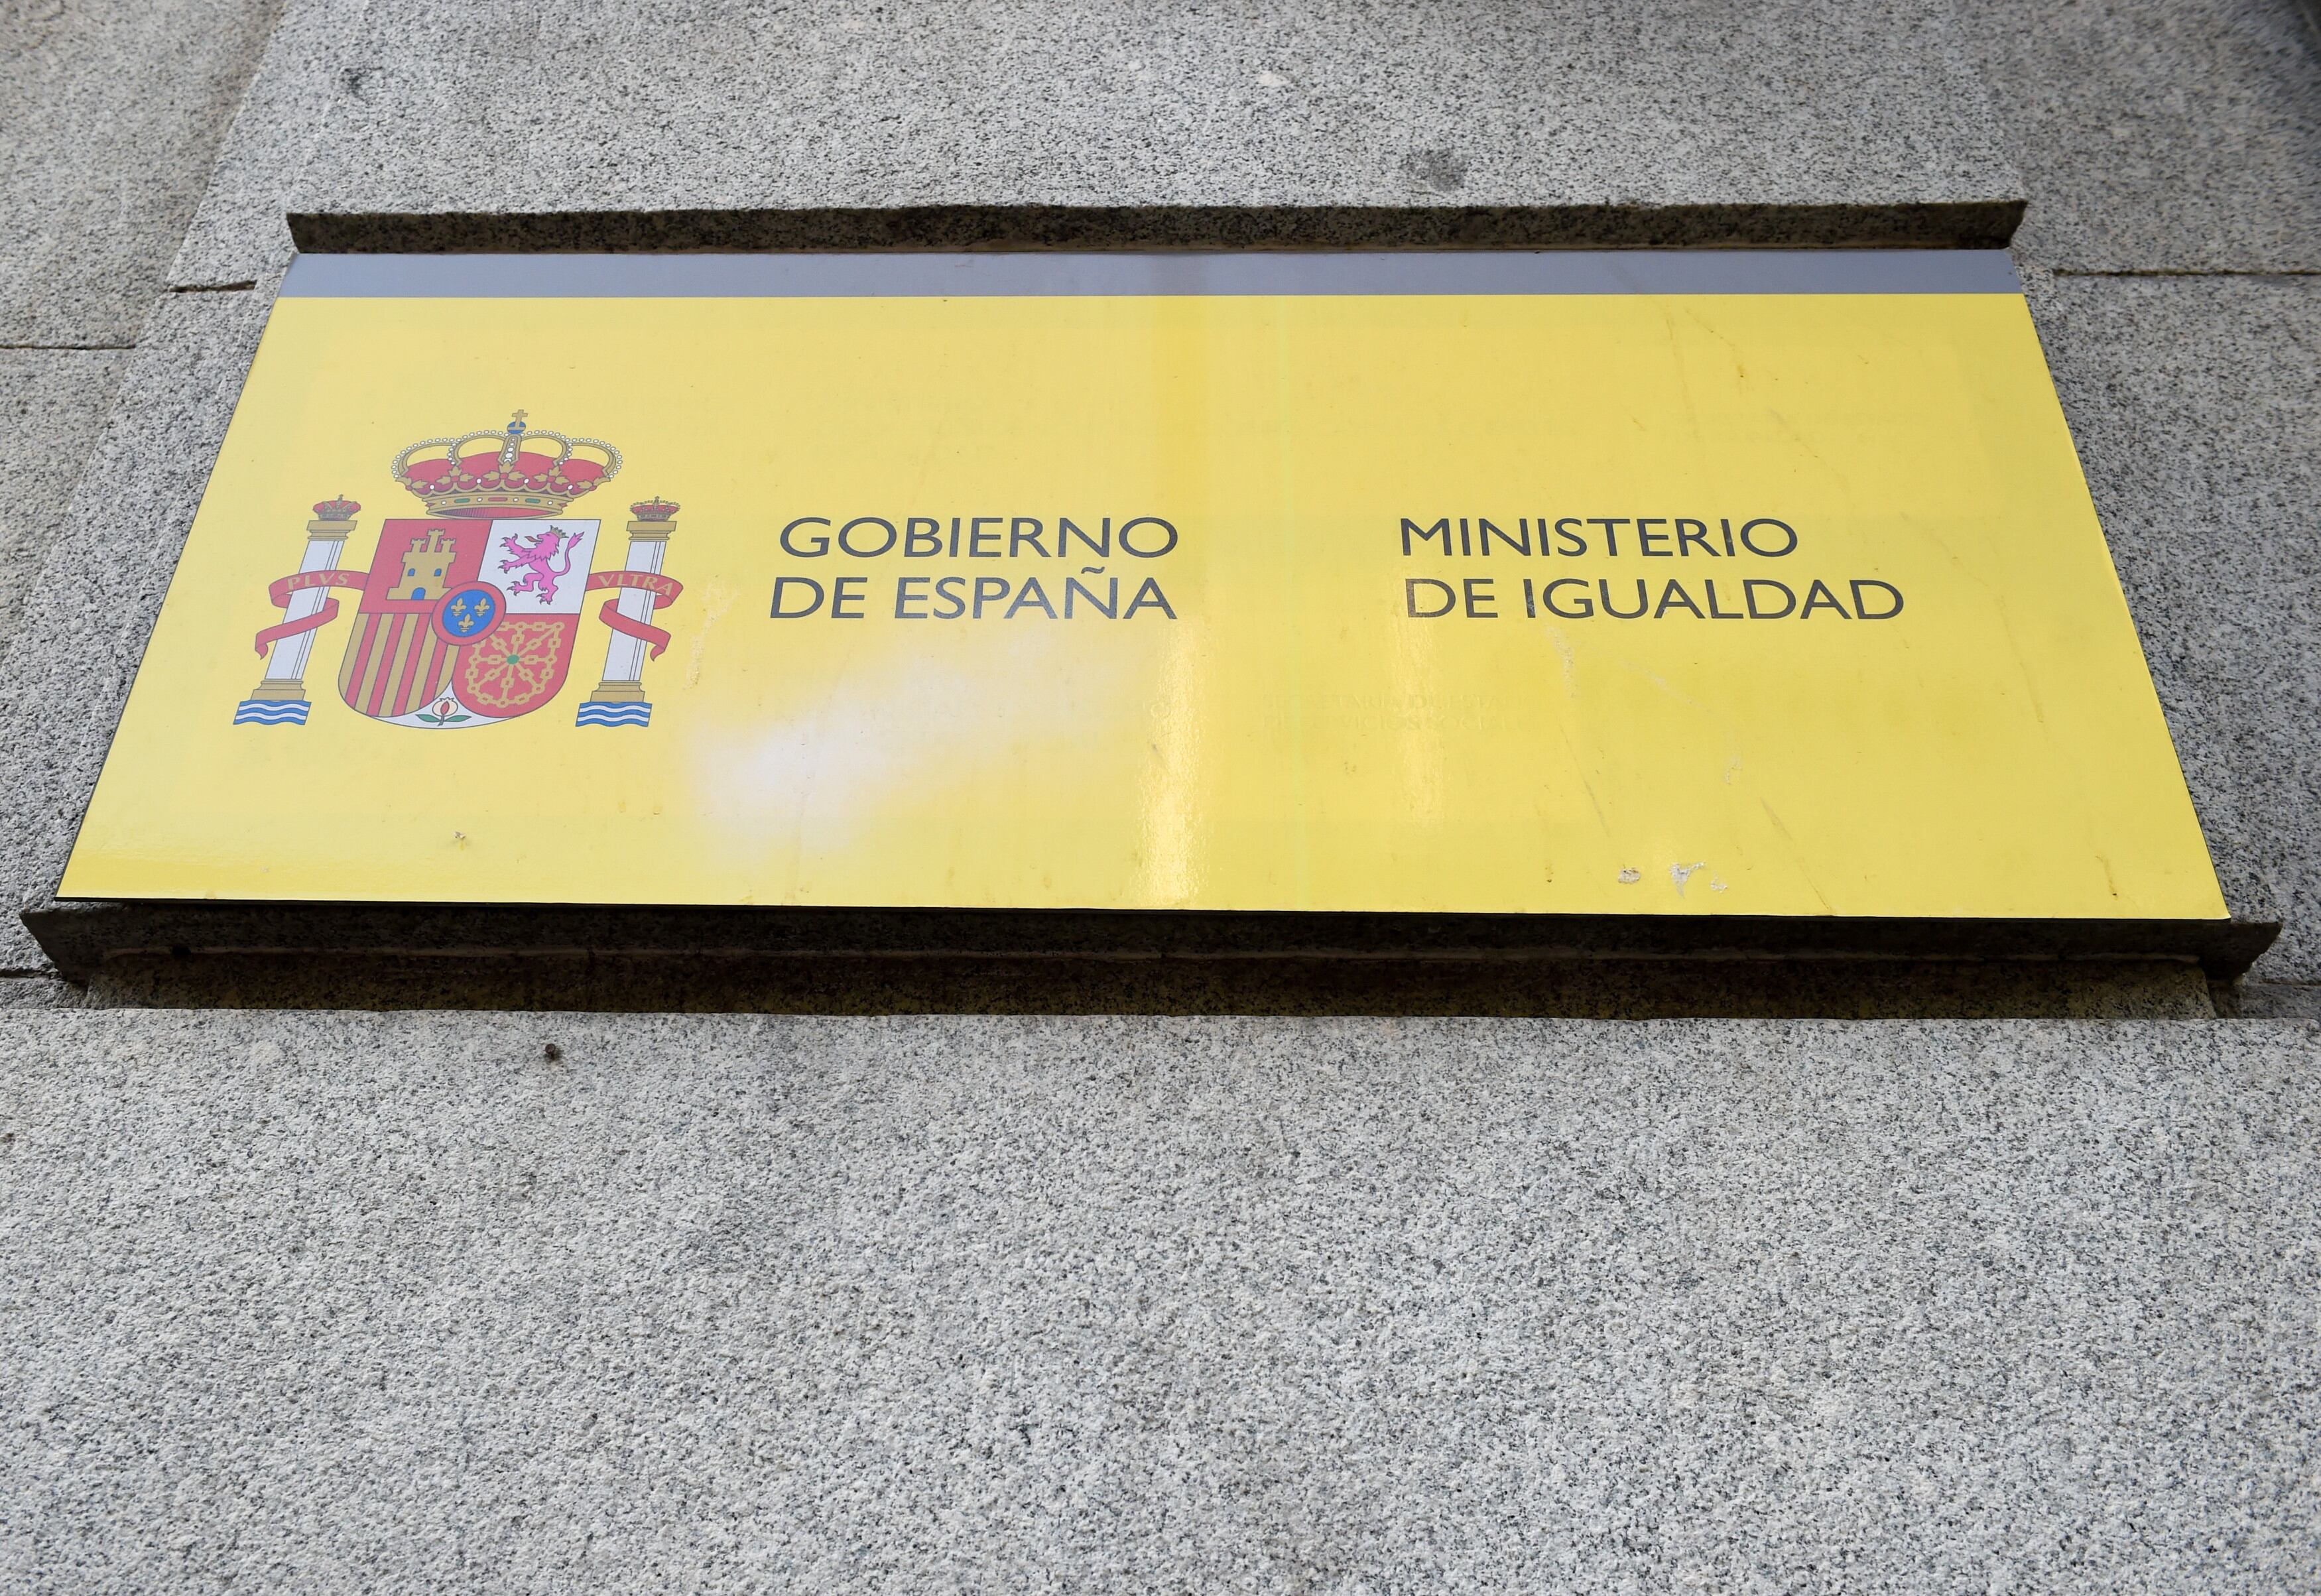 PLVS VLTRA
GOBIERNO
DE ESPAÑA
MINISTERIO
DE IGUALDAD